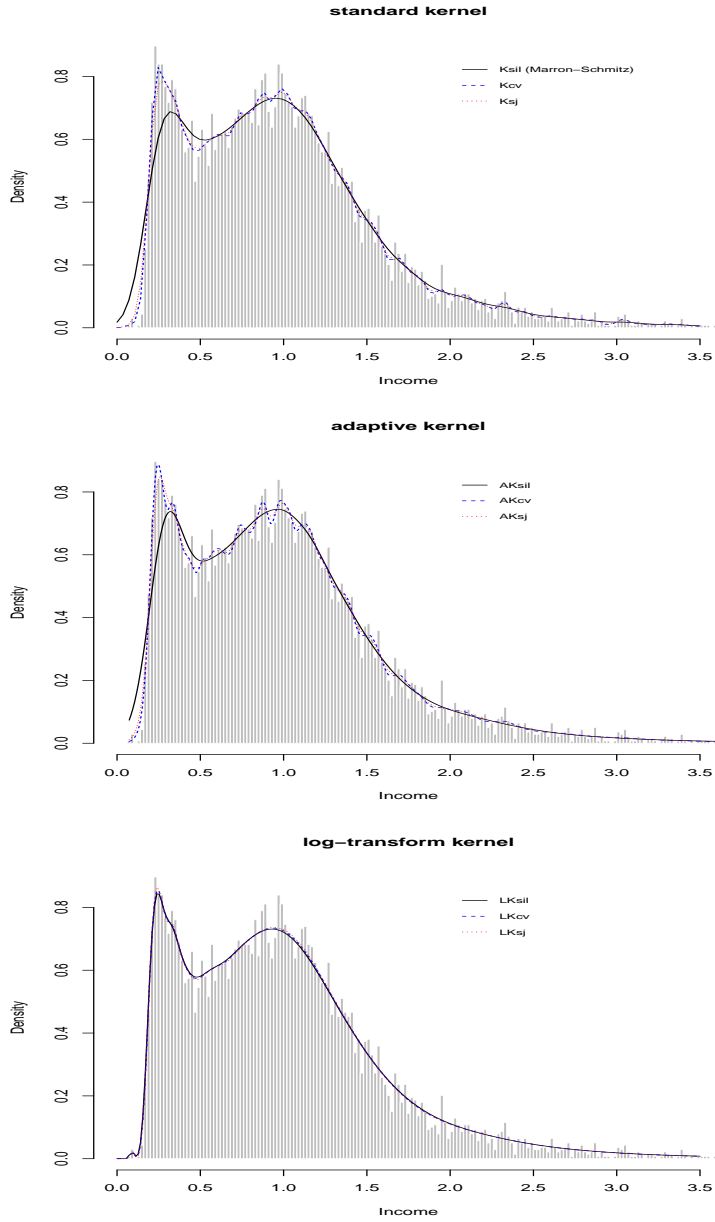 standard kernel
Ksil (Marron−Schmitz)
Kcv
Ksj
Density
0.0
0.2
0.4
0.6
0.8
0.0 0.5 1.0 1.5 2.0 2.5 3.0 3.5
Income
adaptive kernel
AKsil
AKcv
AKsj
Density
0.0
0.2
0.4
0.6
0.8
0.0 0.5 1.0 1.5 2.0 2.5 3.0 3.5
Income
log−transform kernel
LKsil
LKcv
LKsj
Density
0.0
0.2
0.4
0.6
0.8
0.0 0.5 1.0 1.5 2.0 2.5 3.0 3.5
Income